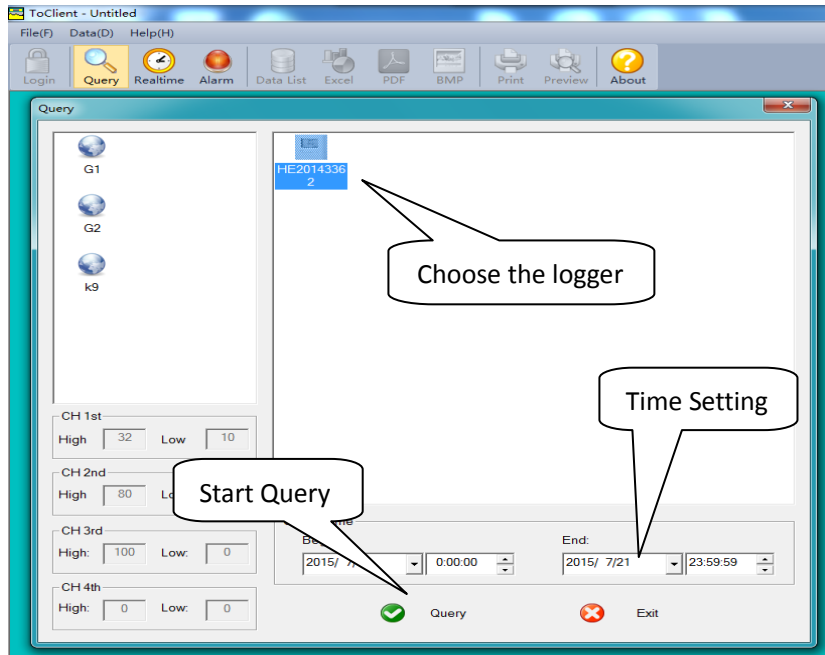 ToClient - Untitled
File(F) Data(D) Help(H)
Login Query Realtime Alarm Data List Excel PDF BMP Print Preview About
Query
G1
G2
k9
HE2014336
2
Choose the logger
Time Setting
Start Query
CH 1st
High 32 Low 10
CH 2nd
High 80
CH 3rd
High: 100 Low: 0
CH 4th
High: 0 Low: 0
End:
2015/ 0:00:00 2015/ 7/21 23:59:59
Query Exit